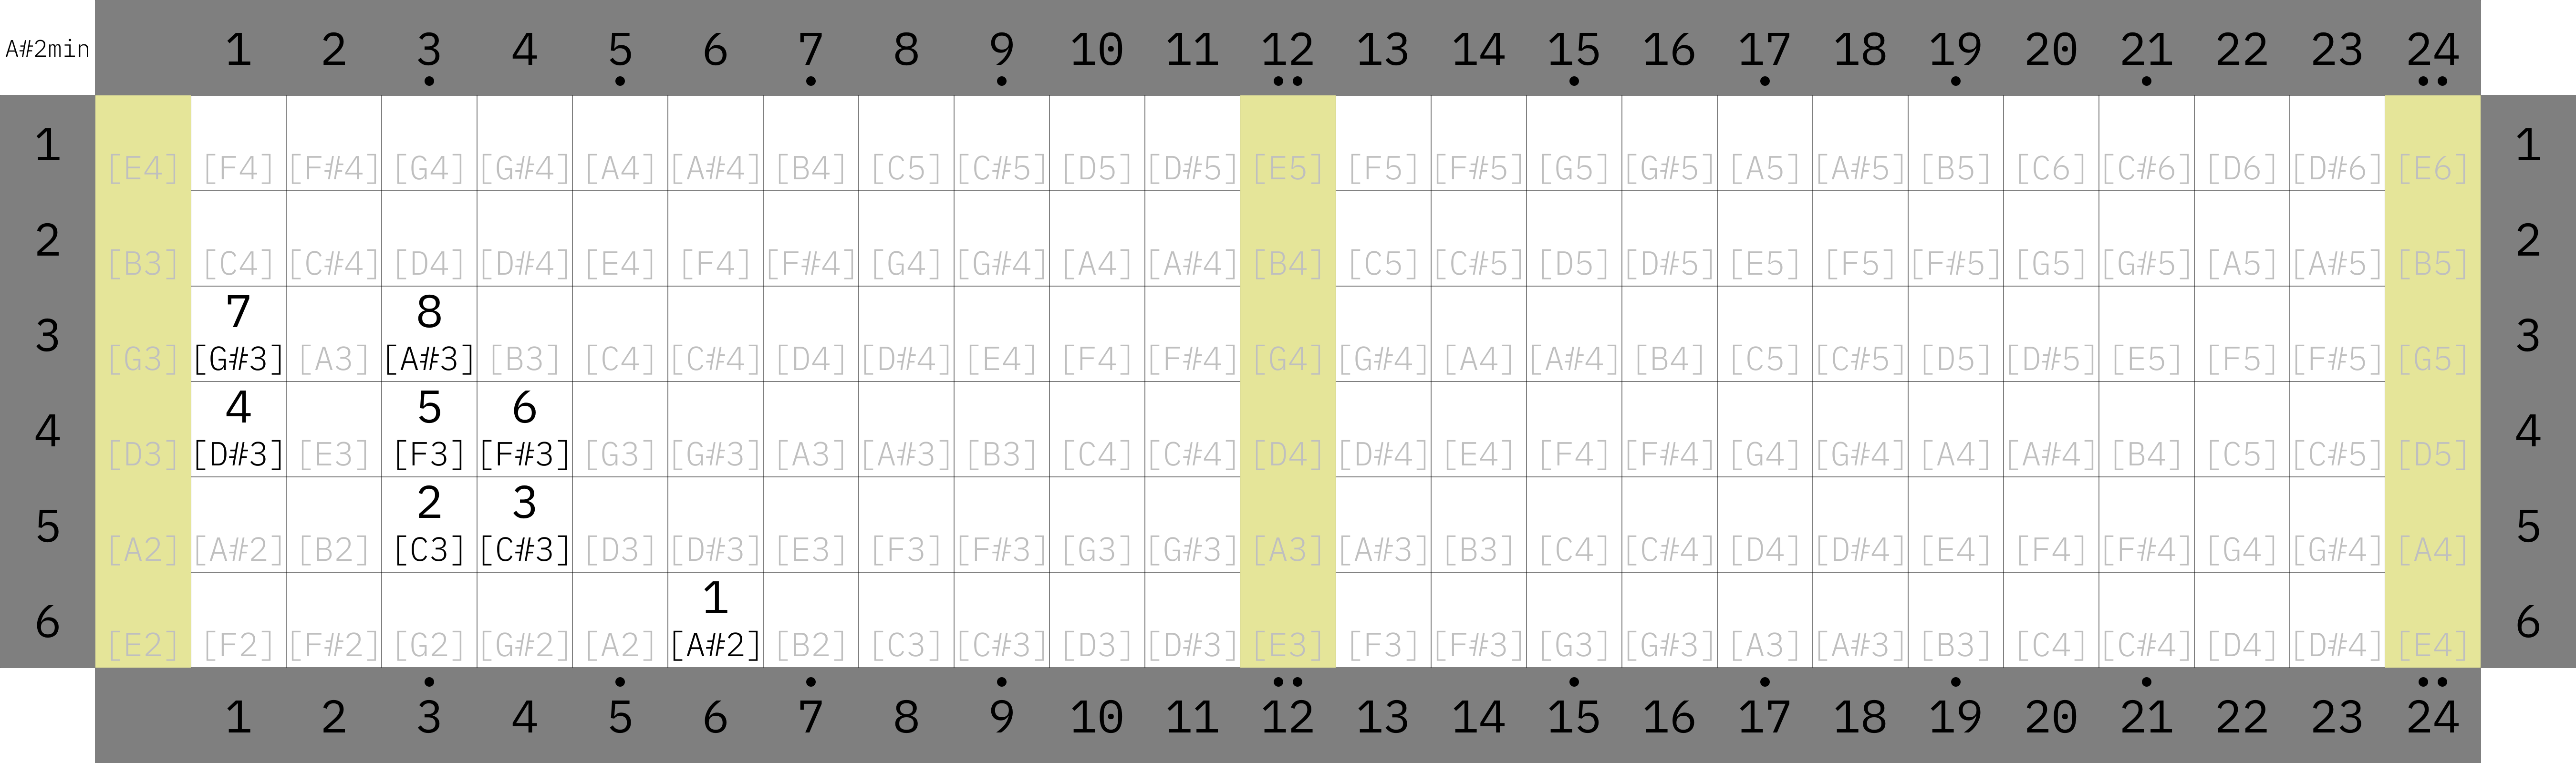 A#2min 1 2 3 4 5 6 7 8 9 10 11 12 13 14 15 16 17 18 19 20 21 22 23 24
1 [E4] [F4] [F#4] [G4] [G#4] [A4] [A#4] [B4] [C5] [C#5] [D5] [D#5] [E5] [F5] [F#5] [G5] [G#5] [A5] [A#5] [B5] [C6] [C#6] [D6] [D#6] [E6] 1
2 [B3] [C4] [C#4] [D4] [D#4] [E4] [F4] [F#4] [G4] [G#4] [A4] [A#4] [B4] [C5] [C#5] [D5] [D#5] [E5] [F5] [F#5] [G5] [G#5] [A5] [A#5] [B5] 2
7 8
3 [G3] [G#3] [A3] [A#3] [B3] [C4] [C#4] [D4] [D#4] [E4] [F4] [F#4] [G4] [G#4] [A4] [A#4] [B4] [C5] [C#5] [D5] [D#5] [E5] [F5] [F#5] [G5] 3
4 5 6
4 [D3] [D#3] [E3] [F3] [F#3] [G3] [G#3] [A3] [A#3] [B3] [C4] [C#4] [D4] [D#4] [E4] [F4] [F#4] [G4] [G#4] [A4] [A#4] [B4] [C5] [C#5] [D5] 4
2 3
5 [A2] [A#2] [B2] [C3] [C#3] [D3] [D#3] [E3] [F3] [F#3] [G3] [G#3] [A3] [A#3] [B3] [C4] [C#4] [D4] [D#4] [E4] [F4] [F#4] [G4] [G#4] [A4] 5
1
6 [E2] [F2] [F#2] [G2] [G#2] [A2] [A#2] [B2] [C3] [C#3] [D3] [D#3] [E3] [F3] [F#3] [G3] [G#3] [A3] [A#3] [B3] [C4] [C#4] [D4] [D#4] [E4] 6
1 2 3 4 5 6 7 8 9 10 11 12 13 14 15 16 17 18 19 20 21 22 23 24